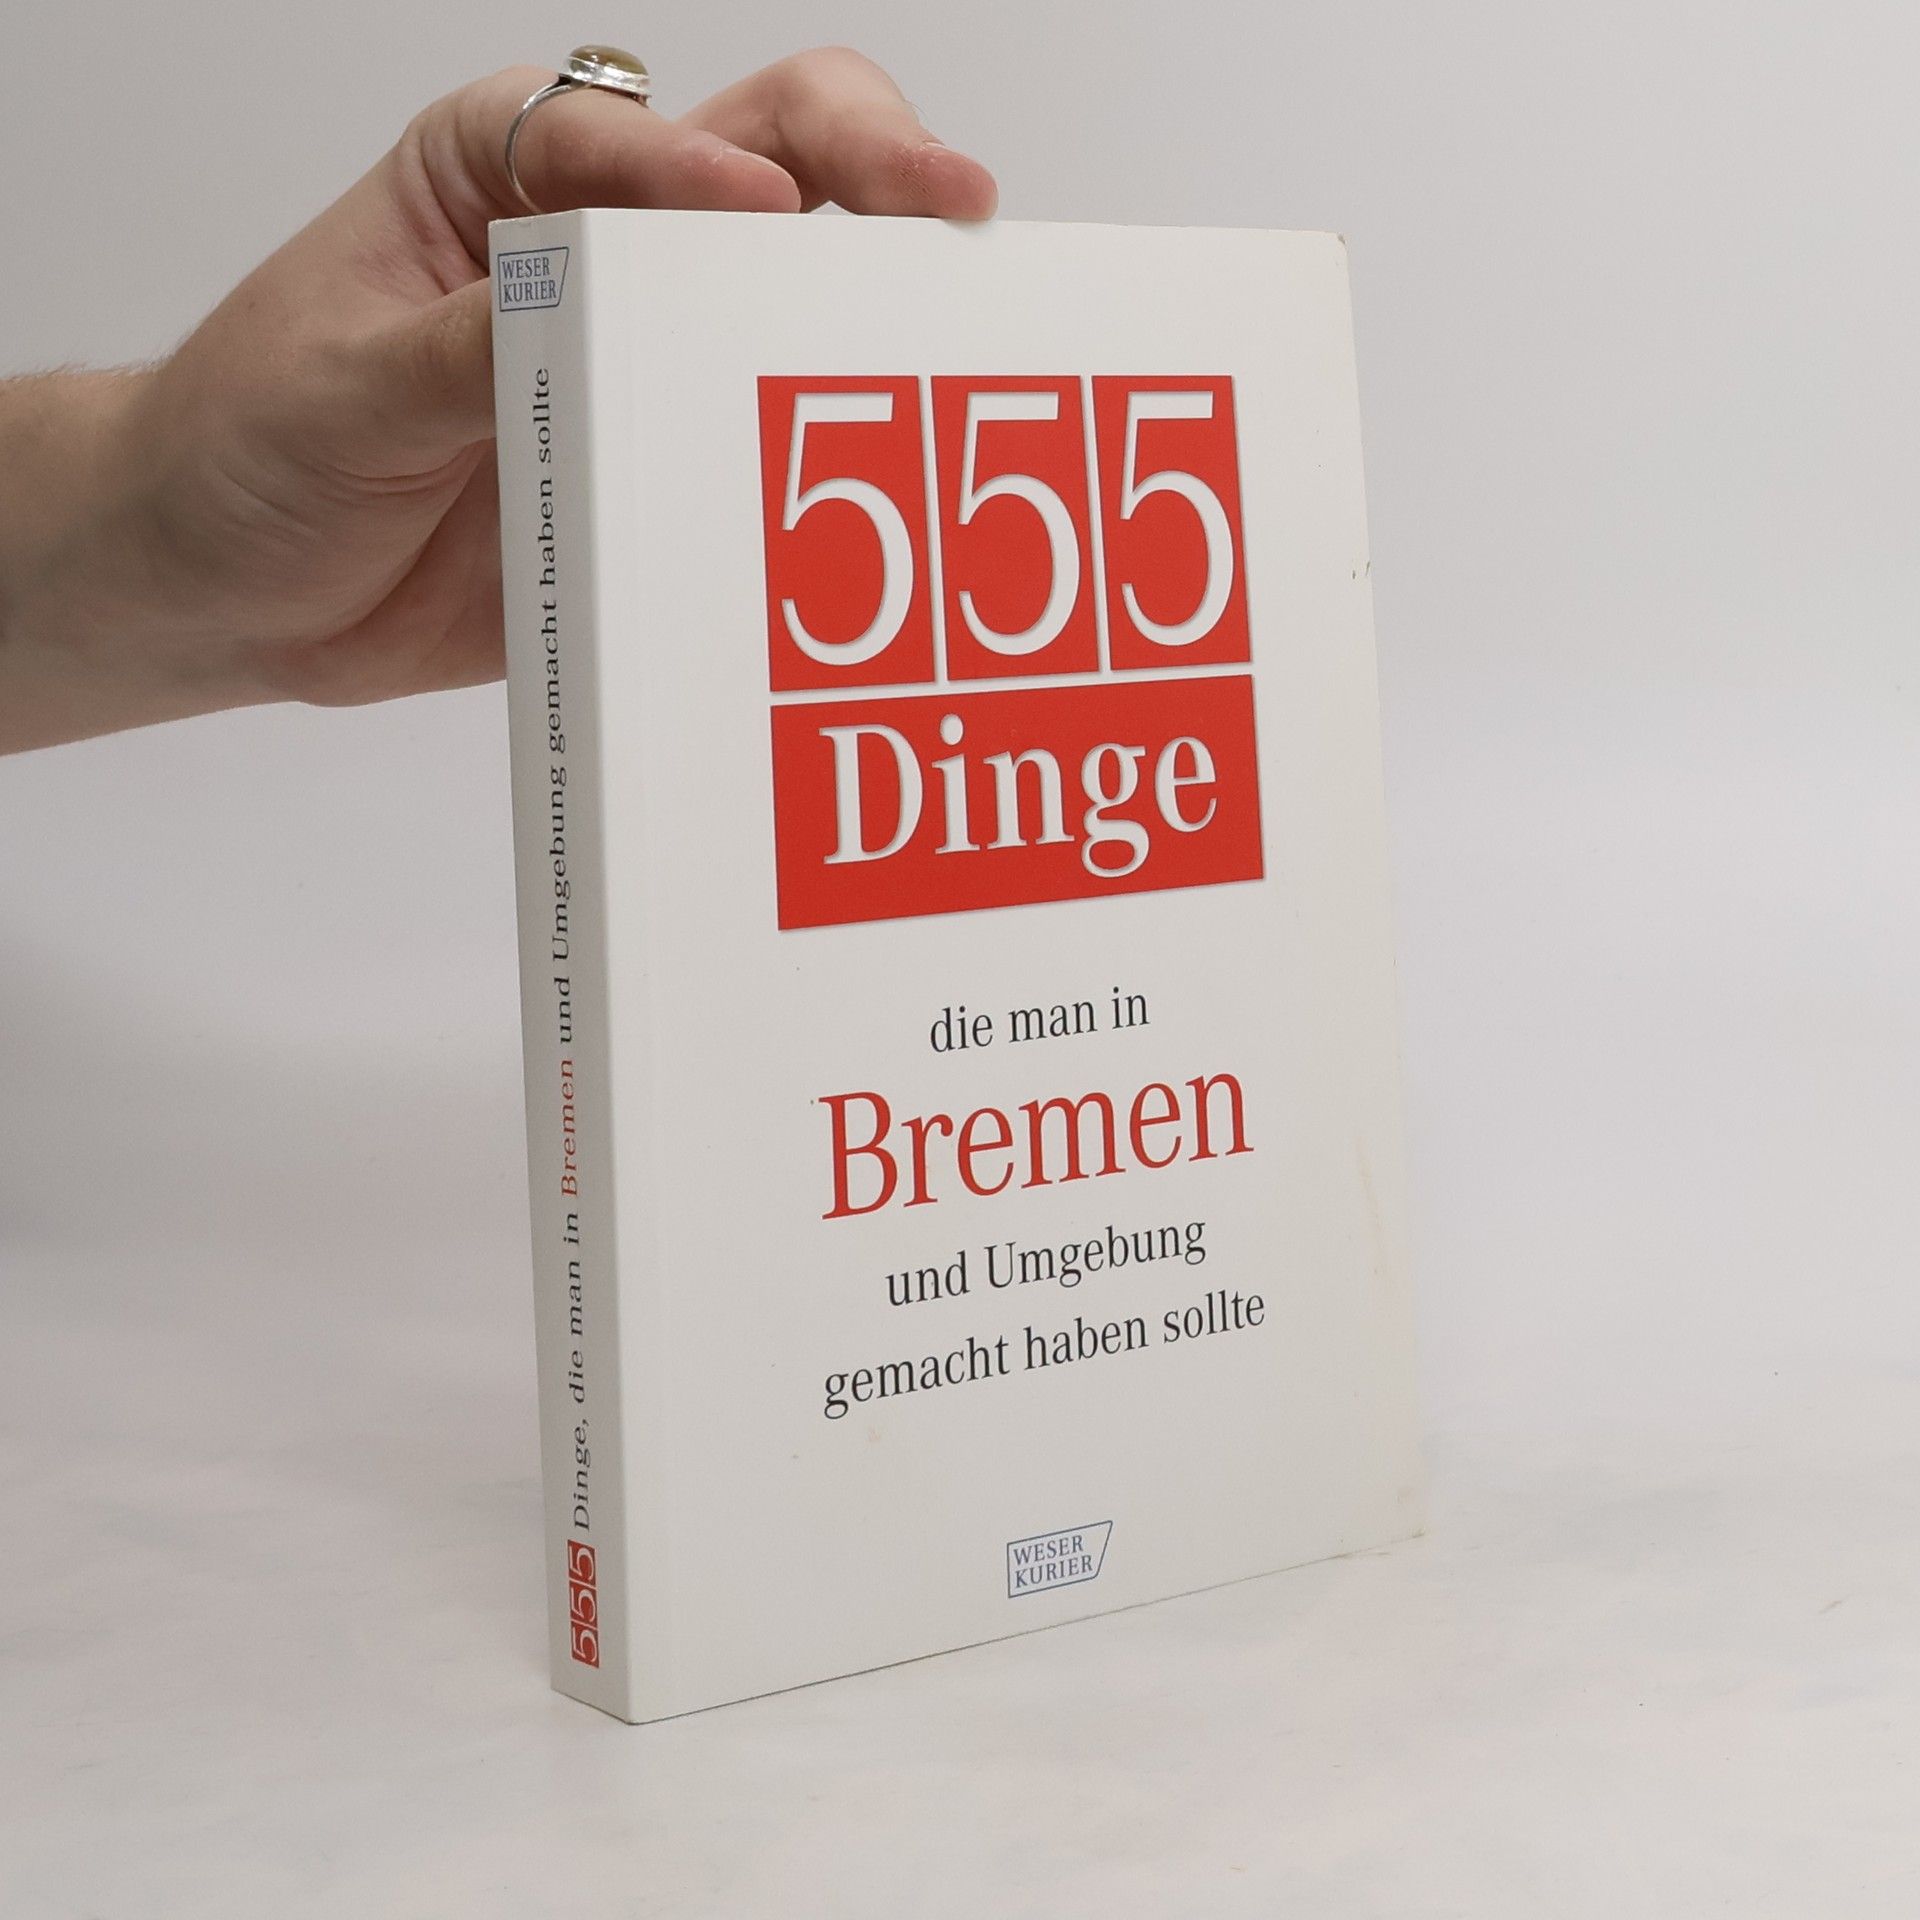 WESER
KURIER
555 Dinge, die man in Bremen und Umgebung gemacht haben sollte
555
Dinge
die man in
Bremen
und Umgebung
gemacht haben sollte
WESER
KURIER